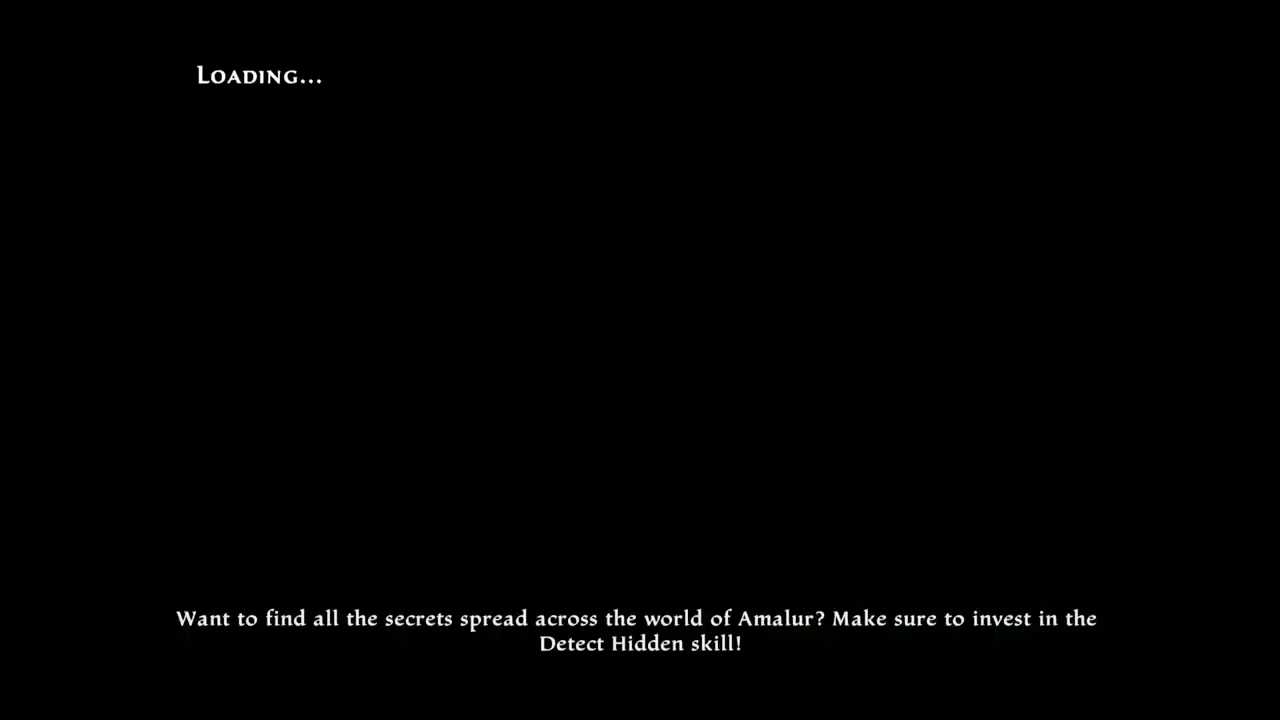 Loading...
Want to find all the secrets spread across the world of Amalur? Make sure to invest in the
Detect Hidden skill!